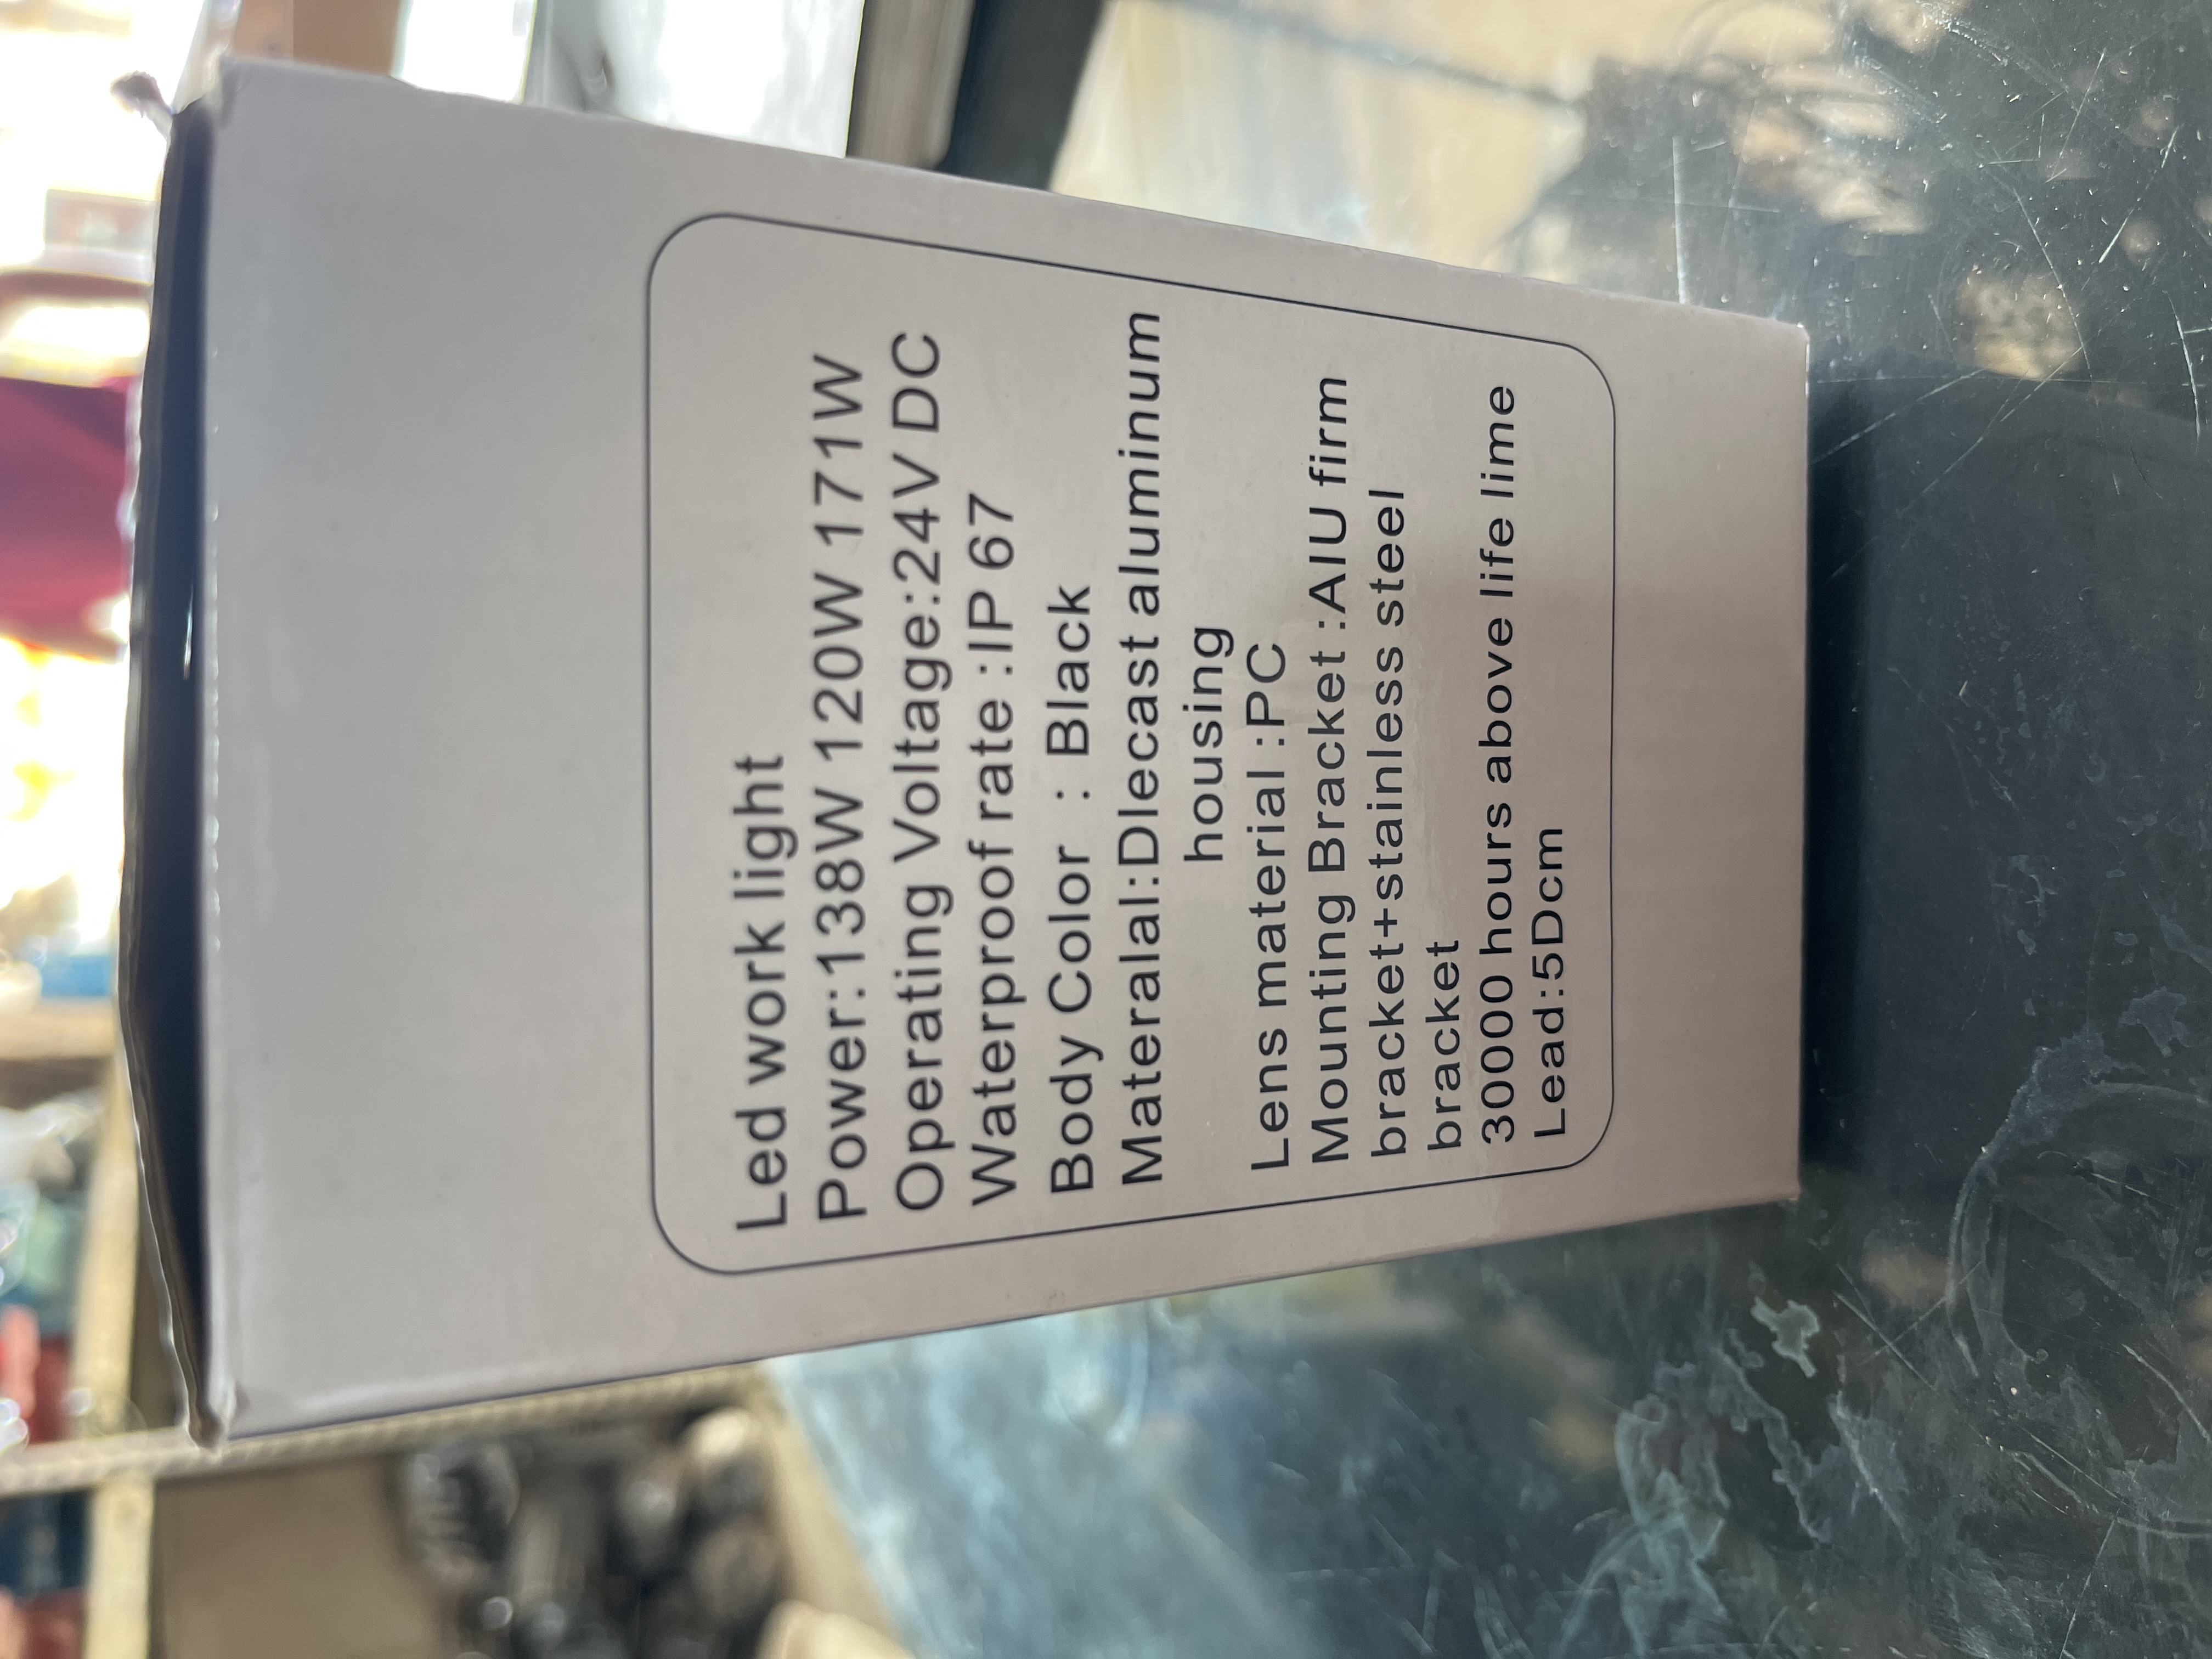 Led work light
Power:138W 120W 171W
Operating Voltage:24V DC
Waterproof rate :IP 67
Body Color : Black
Materalal:Dlecast aluminum
housing
Lens material :PC
Mounting Bracket :AIU firm
bracket+stainless steel
bracket
30000 hours above life lime
Lead:5Dcm